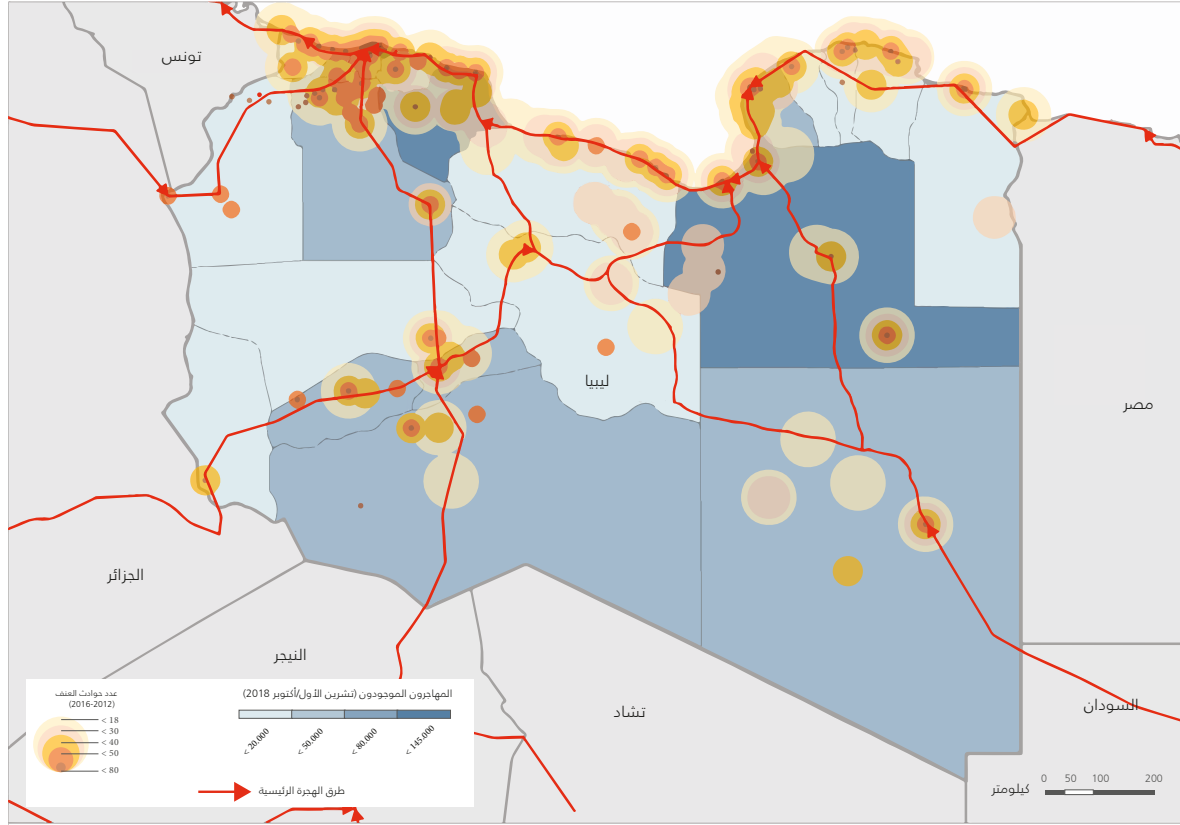 تونس
ليبيا
مصر
الجزائر
النيجر
تشاد
السودان
عدد حوادث العنف
(2016-2012)
< 18
< 30
< 40
< 50
< 80
المهاجرون الموجودون (تشرين الأول/أكتوبر 2018)
< 20.000
< 50.000
< 80.000
< 145.000
طرق الهجرة الرئيسية
كيلومتر
0 50 100 200